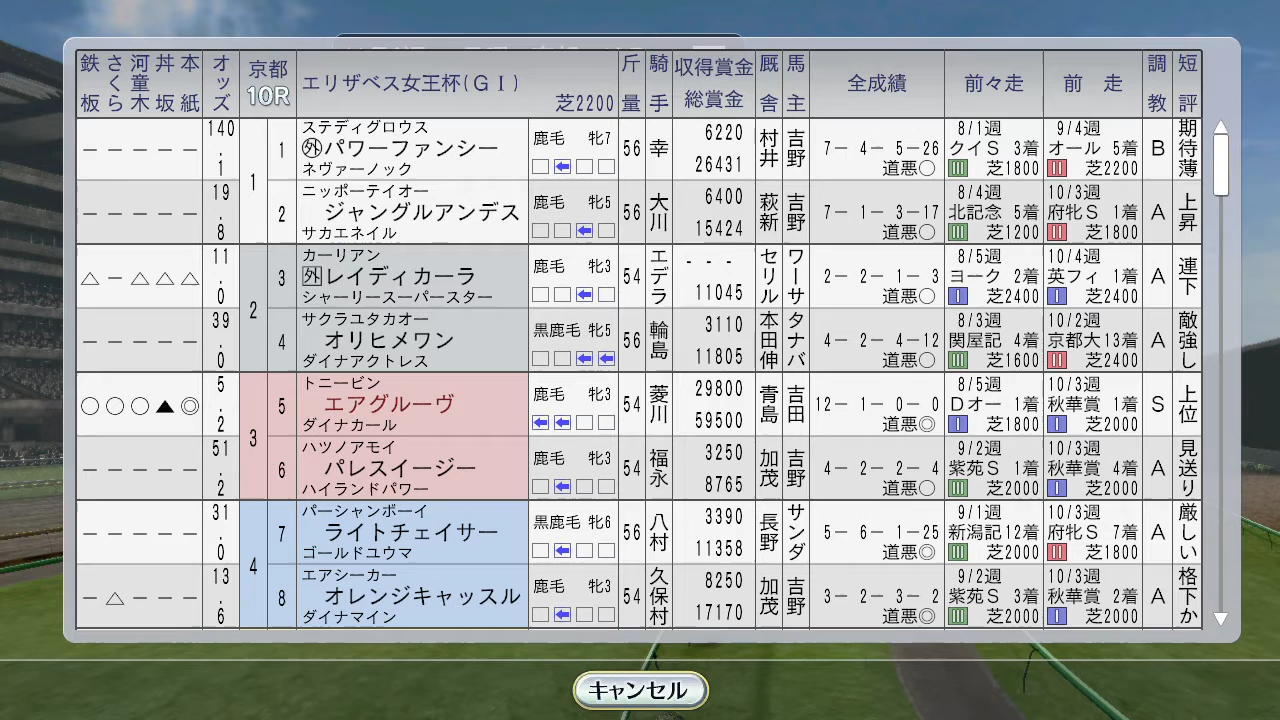 鉄板 さくら 河童木 丼坂 本紙 オッズ 京都10R エリザベス女王杯(GⅠ) 芝2200 斤量 騎手 収得賞金 総賞金 厩舎 馬主 全成績 前々走 前 走 調教 短評
－ － － － － 140.1 1 1 ステディグロウス 鹿毛 牝7 56 幸 6220 村井 吉野 7－ 4－ 5－26 8/1週 9/4週 B 期待薄
外パワーファンシー クイS 3着 オール 5着
ネヴァーノック 26431 道悪○ Ⅲ 芝1800 Ⅱ 芝2200
－ － － － － 19.8 2 ニッポーテイオー 鹿毛 牝5 56 大川 6400 萩新 吉野 7－ 1－ 3－17 8/4週 10/3週 A 上昇
ジャングルアンデス 北記念 5着 府牝S 1着
サカエネイル 15424 道悪○ Ⅲ 芝1200 Ⅱ 芝1800
△ － △ △ △ 11.0 2 3 カーリアン 鹿毛 牝3 54 エデラ - - - セリル ワーサ 2－ 2－ 1－ 3 8/5週 10/4週 A 連下
外レイディカーラ ヨーク 2着 英フィ 1着
シャーリースーパースター 11045 道悪○ Ⅰ 芝2400 Ⅰ 芝2400
－ － － － － 39.0 4 サクラユタカオー 黒鹿毛 牝5 56 輪島 3110 本田伸 タナバ 4－ 2－ 4－12 8/3週 10/2週 A 敵強し
オリヒメワン 関屋記 4着 京都大13着
ダイナアクトレス 11805 道悪○ Ⅲ 芝1600 Ⅱ 芝2400
○ ○ ○ ▲ ◎ 5.2 3 5 トニービン 鹿毛 牝3 54 菱川 29800 青島 吉田 12－ 1－ 0－ 0 8/5週 10/3週 S 上位
エアグルーヴ Dオー 1着 秋華賞 1着
ダイナカール 59500 道悪◎ Ⅰ 芝1800 Ⅰ 芝2000
－ － － － － 51.2 6 ハツノアモイ 鹿毛 牝3 54 福永 3250 加茂 吉野 4－ 2－ 2－ 4 9/2週 10/3週 A 見送り
パレスイージー 紫苑S 1着 秋華賞 4着
ハイランドパワー 8765 道悪○ Ⅲ 芝2000 Ⅰ 芝2000
－ － － － － 31.0 4 7 パーシャンボーイ 黒鹿毛 牝6 56 八村 3390 長野 サンダ 5－ 6－ 1－25 9/1週 10/3週 A 厳しい
ライトチェイサー 新潟記12着 府牝S 7着
ゴールドユウマ 11358 道悪◎ Ⅲ 芝2000 Ⅱ 芝1800
－ △ － － － 13.6 8 エアシーカー 鹿毛 牝3 54 久保村 8250 加茂 吉野 3－ 2－ 3－ 2 9/2週 10/3週 A 格下か
オレンジキャッスル 紫苑S 3着 秋華賞 2着
ダイナマイン 17170 道悪◎ Ⅲ 芝2000 Ⅰ 芝2000
キャンセル